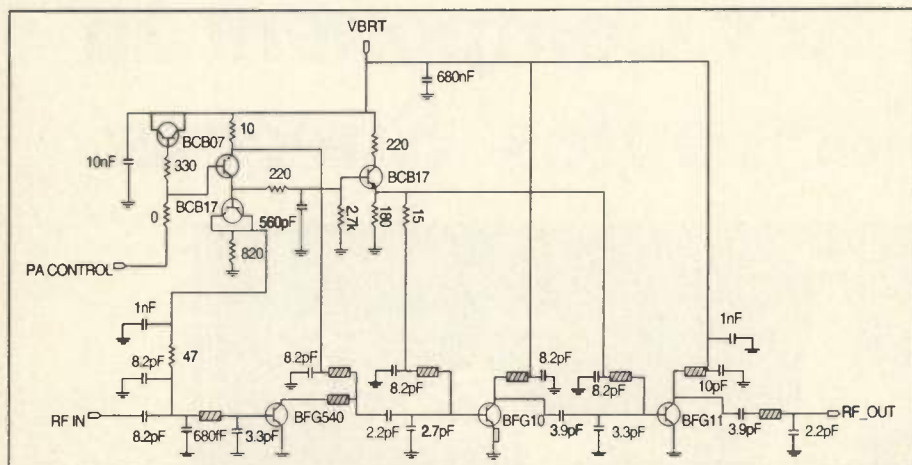 VBRT
680nF
10
BCB07
220
10nF
330
BCB17
220
BCB17
0
560pF
2.7k
180
15
820
PA CONTROL
1nF
1nF
47
8.2pF
8.2pF
8.2pF
8.2pF
8.2pF
10pF
RF IN
8.2pF
680fF
3.3pF
BFG540
2.2pF
2.7pF
BFG10
3.9pF
3.3pF
BFG11
3.9pF
2.2pF
RF_OUT